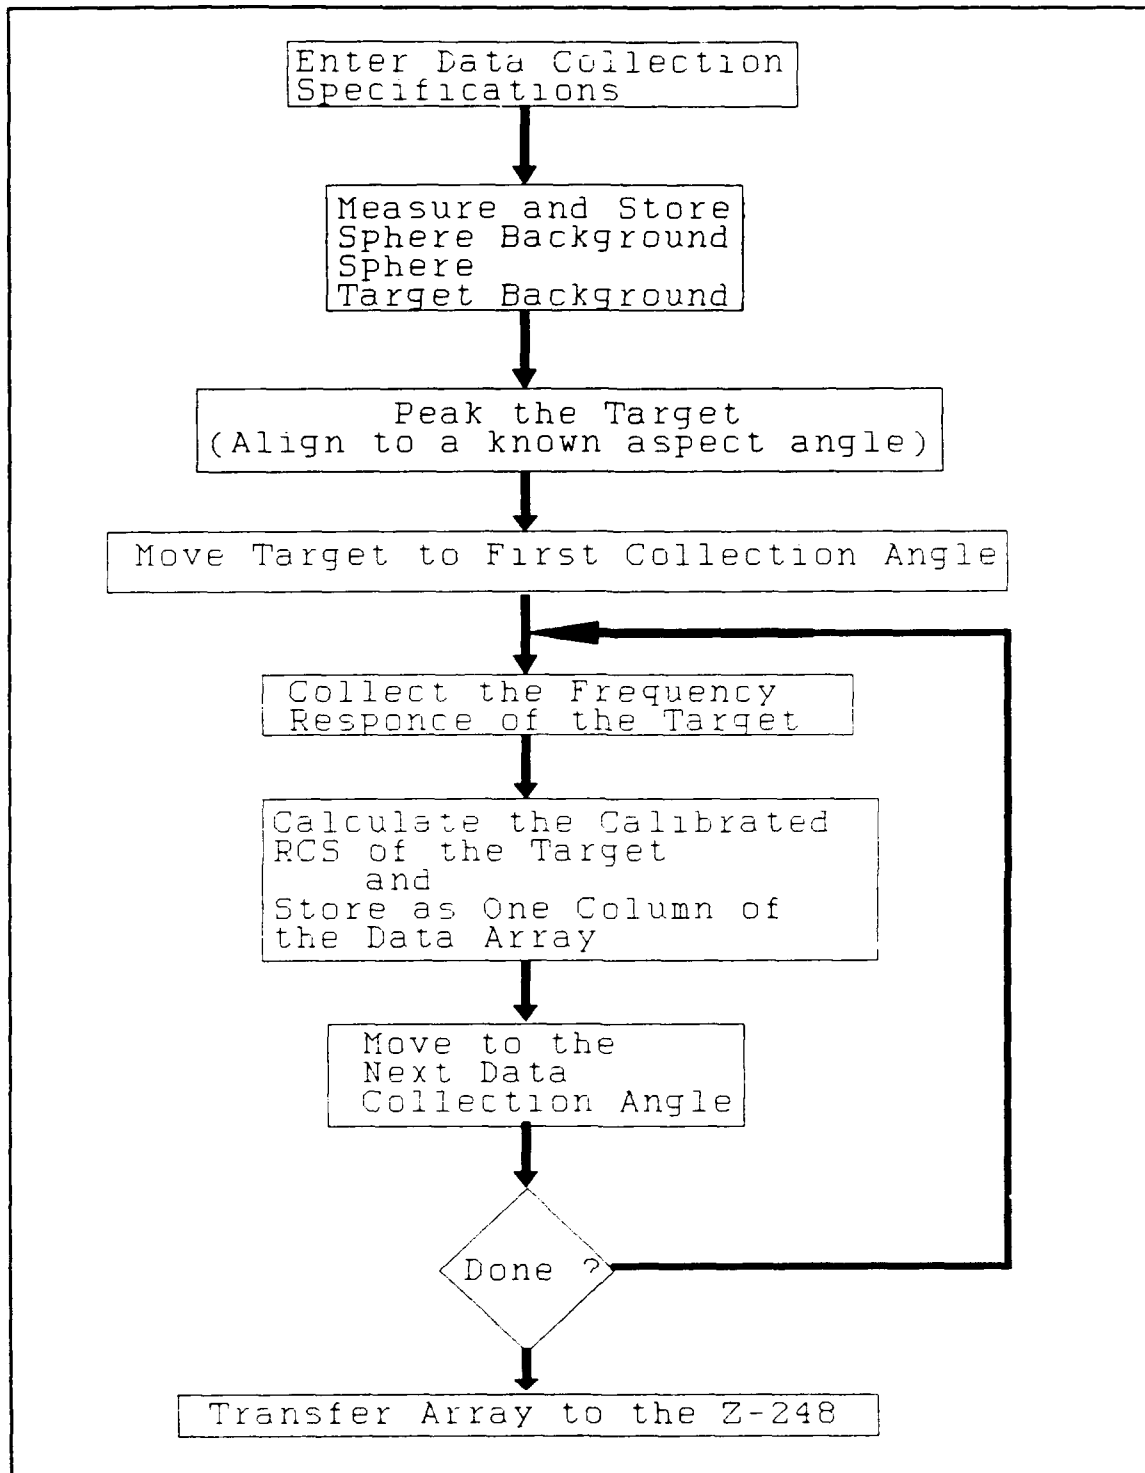 Enter Data Collection
Specifications
Measure and Store
Sphere Background
Sphere
Target Background
Peak the Target
(Align to a known aspect angle)
Move Target to First Collection Angle
Collect the Frequency
Responce of the Target
Calculate the Calibrated
RCS of the Target
and
Store as One Column of
the Data Array
Move to the
Next Data
Collection Angle
Done ?
Transfer Array to the Z-248